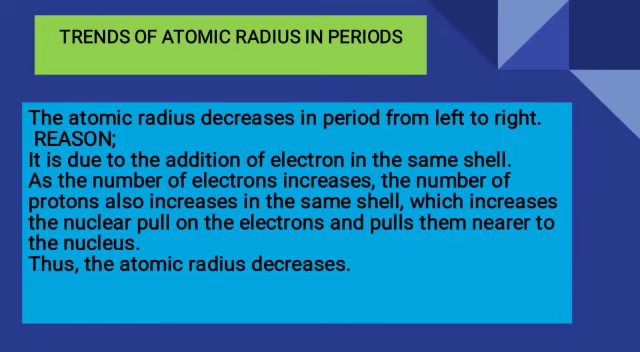 TRENDS OF ATOMIC RADIUS IN PERIODS
The atomic radius decreases in period from left to right.
REASON;
It is due to the addition of electron in the same shell.
As the number of electrons increases, the number of
protons also increases in the same shell, which increases
the nuclear pull on the electrons and pulls them nearer to
the nucleus.
Thus, the atomic radius decreases.